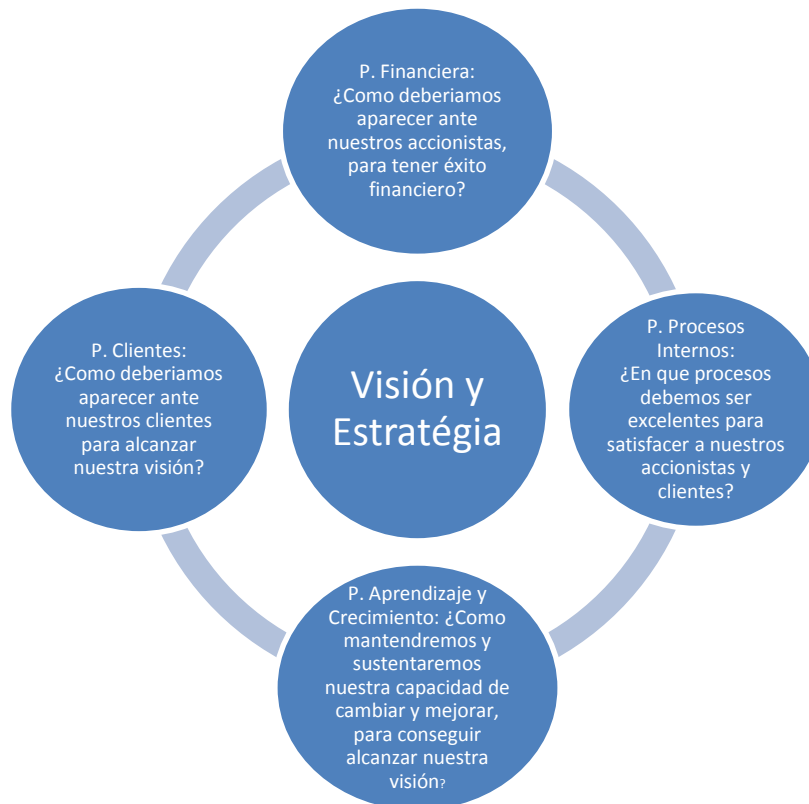 P. Financiera:
¿Como deberiamos
aparecer ante
nuestros accionistas,
para tener éxito
financiero?
P. Clientes:
¿Como deberiamos
aparecer ante
nuestros clientes
para alcanzar
nuestra visión?
Visión y
Estratégia
P. Procesos
Internos:
¿En que procesos
debemos ser
excelentes para
satisfacer a nuestros
accionistas y
clientes?
P. Aprendizaje y
Crecimiento: ¿Como
mantendremos y
sustentaremos
nuestra capacidad de
cambiar y mejorar,
para conseguir
alcanzar nuestra
visión?